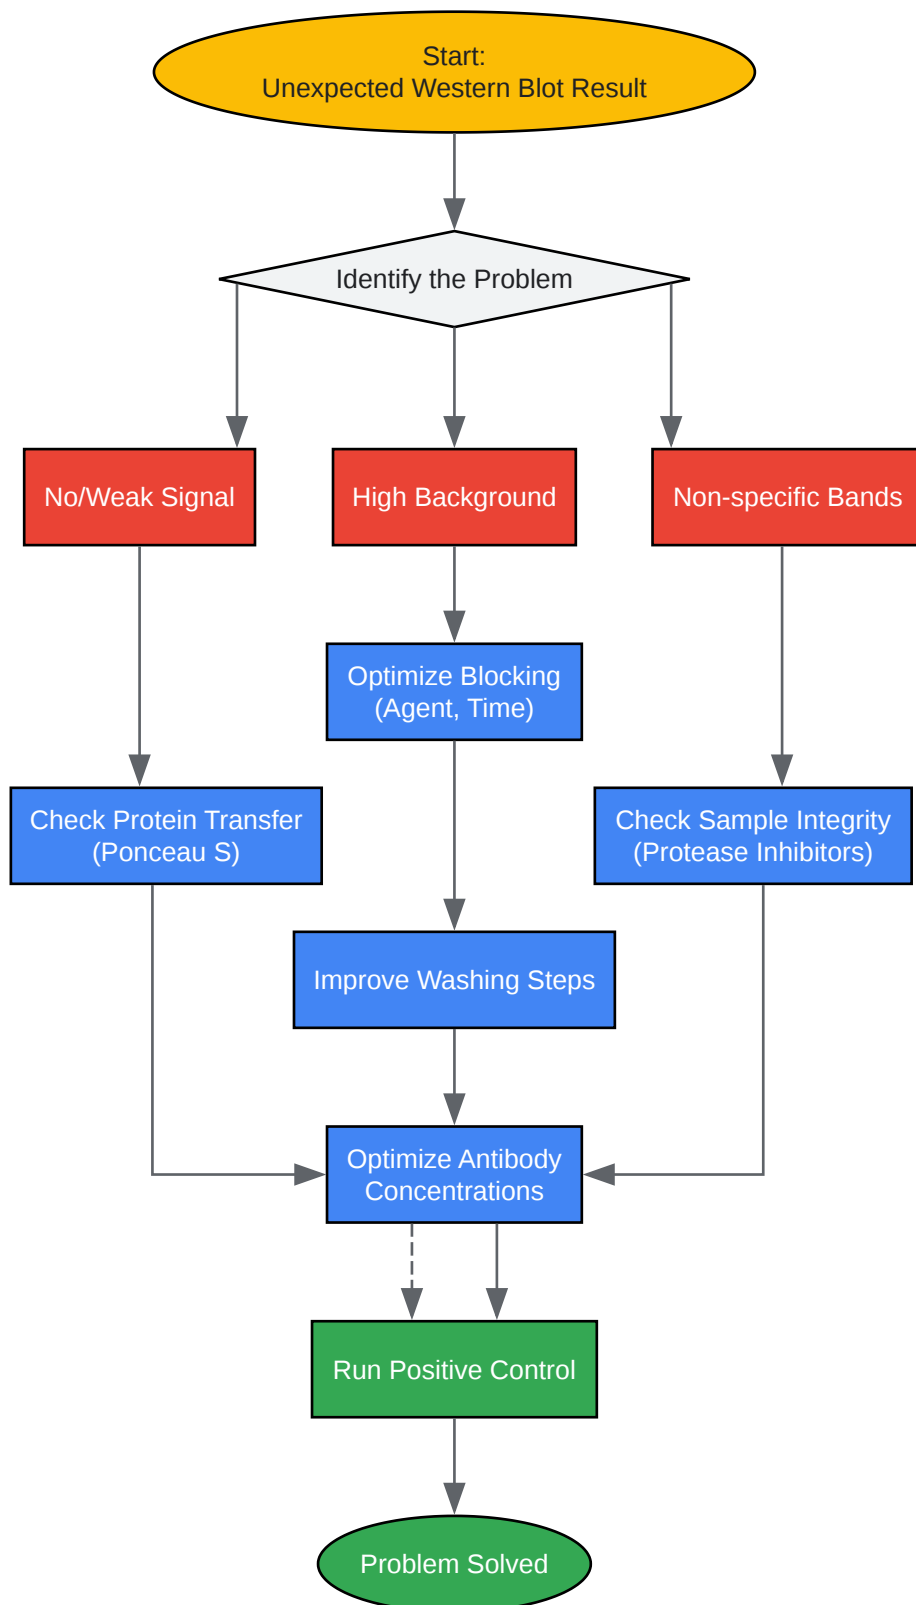 Start:
Unexpected Western Blot Result
Identify the Problem
No/Weak Signal
High Background
Non-specific Bands
Optimize Blocking
(Agent, Time)
Check Protein Transfer
(Ponceau S)
Check Sample Integrity
(Protease Inhibitors)
Improve Washing Steps
Optimize Antibody
Concentrations
Run Positive Control
Problem Solved